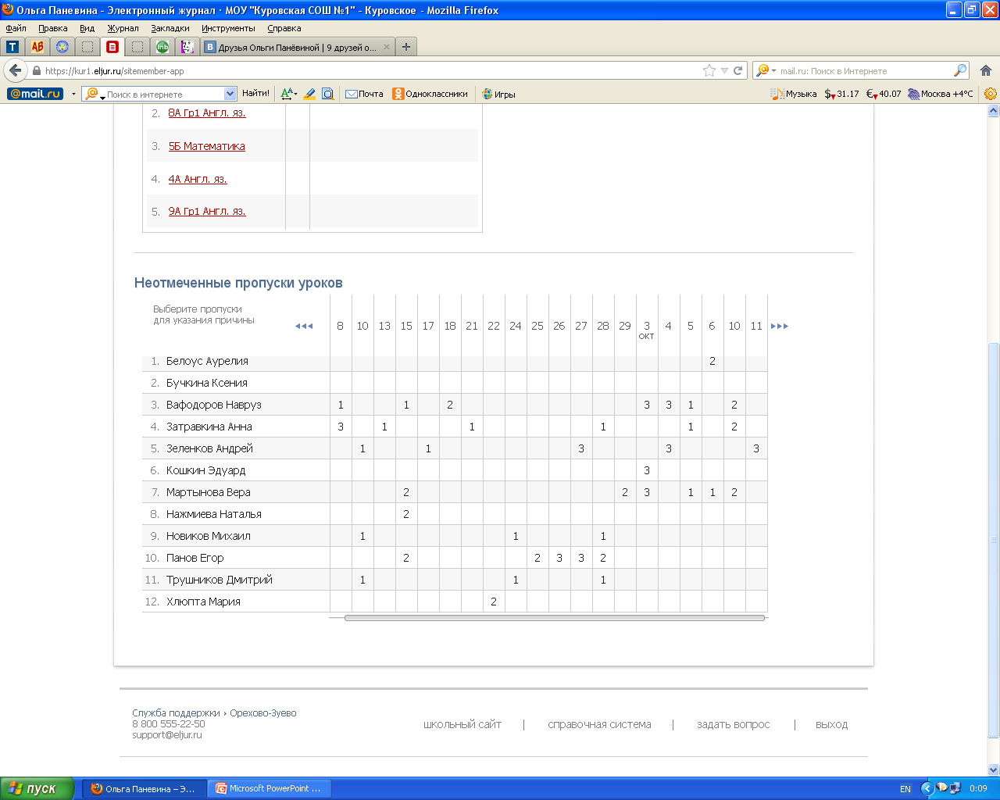 Ольга Паневина - Электронный журнал · МОУ "Куровская СОШ №1" - Куровское - Mozilla Firefox
Файл Правка Вид Журнал Закладки Инструменты Справка
Друзья Ольги Панёвиной | 9 друзей о...
https://kur1.eljur.ru/sitemember-app
mail.ru: Поиск в Интернете
@mail.ru Поиск в интернете Найти! Почта Одноклассники Игры Музыка $ 31.17 € 40.07 Москва +4°C
2. 8А Гр1 Англ. яз.
3. 5Б Математика
4. 4А Англ. яз.
5. 9А Гр1 Англ. яз.
Неотмеченные пропуски уроков
Выберите пропуски
для указания причины
8 10 13 15 17 18 21 22 24 25 26 27 28 29 3 4 5 6 10 11
окт
1. Белоус Аурелия 2
2. Бучкина Ксения
3. Вафодоров Навруз 1 1 2 3 3 1 2
4. Затравкина Анна 3 1 1 1 1 2
5. Зеленков Андрей 1 1 3 3 3
6. Кошкин Эдуард 3
7. Мартынова Вера 2 2 3 1 1 2
8. Нажмиева Наталья 2
9. Новиков Михаил 1 1 1
10. Панов Егор 2 2 3 3 2
11. Трушников Дмитрий 1 1 1
12. Хлюпта Мария 2
Служба поддержки › Орехово-Зуево
8 800 555-22-50
support@eljur.ru
школьный сайт | справочная система | задать вопрос | выход
пуск Ольга Паневина – Э... Microsoft PowerPoint ... EN 0:09